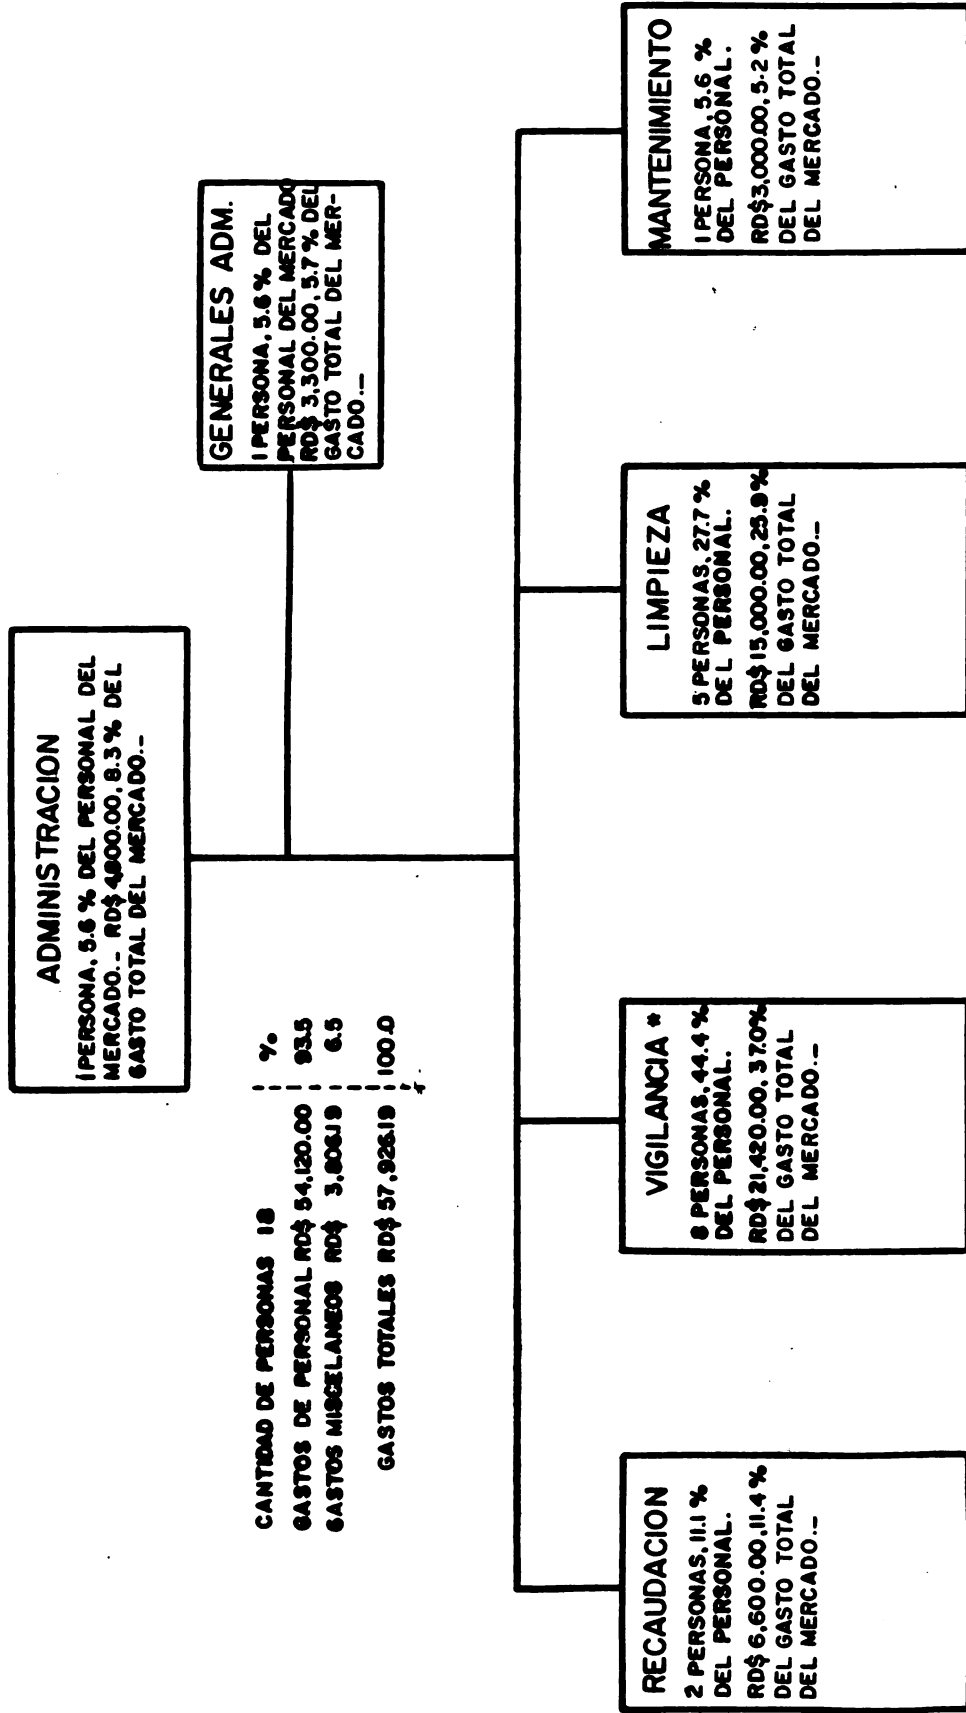 ADMINISTRACION
1 PERSONA, 5.6 % DEL PERSONAL DEL
MERCADO.- RD$ 4,800.00, 8.3 % DEL
GASTO TOTAL DEL MERCADO.-
GENERALES ADM.
1 PERSONA, 5.6 % DEL
PERSONAL DEL MERCADO
RD$ 3,300.00, 5.7 % DEL
GASTO TOTAL DEL MER-
CADO.-
%
CANTIDAD DE PERSONAS 18
GASTOS DE PERSONAL RD$ 54,120.00 93.5
GASTOS MISCELANEOS RD$ 3,806.19 6.5
GASTOS TOTALES RD$ 57,926.19 100.0
RECAUDACION
2 PERSONAS, 11.1 %
DEL PERSONAL.
RD$ 6,600.00, 11.4 %
DEL GASTO TOTAL
DEL MERCADO.-
VIGILANCIA *
8 PERSONAS, 44.4 %
DEL PERSONAL.
RD$ 21,420.00, 37.0%
DEL GASTO TOTAL
DEL MERCADO.-
LIMPIEZA
5 PERSONAS, 27.7 %
DEL PERSONAL.
RD$ 15,000.00, 25.9%
DEL GASTO TOTAL
DEL MERCADO.-
MANTENIMIENTO
1 PERSONA, 5.6 %
DEL PERSONAL.
RD$ 3,000.00, 5.2 %
DEL GASTO TOTAL
DEL MERCADO.-